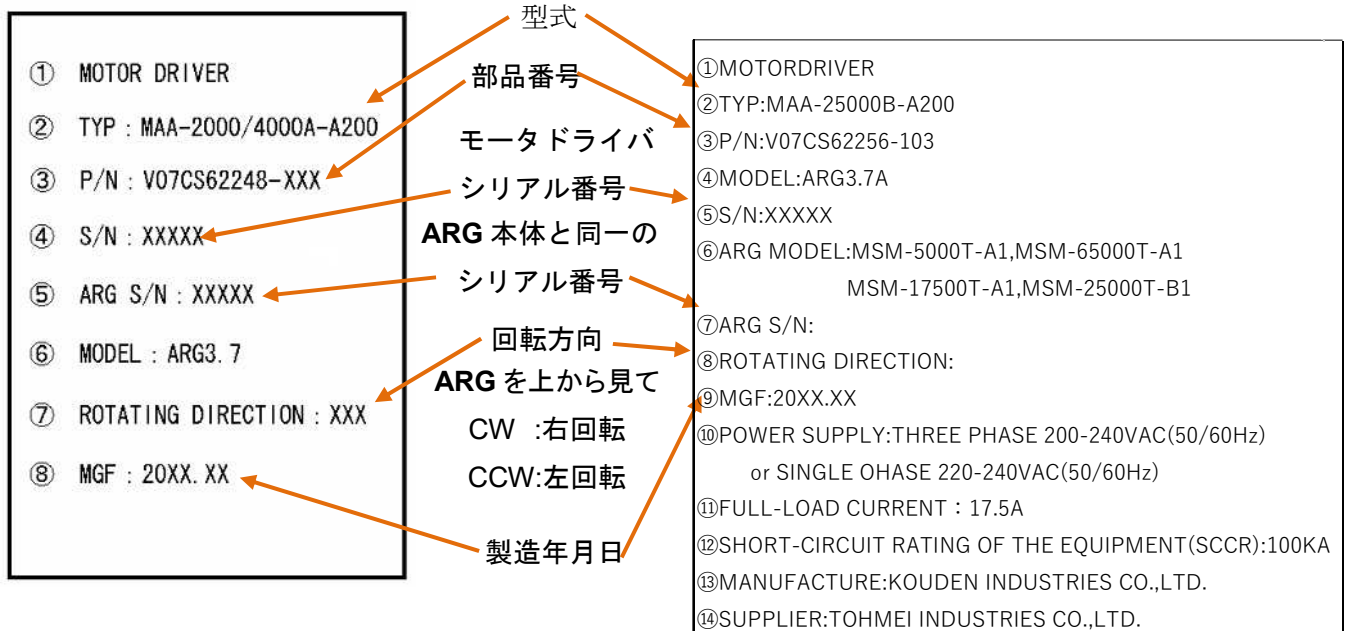 ① MOTOR DRIVER
② TYP : MAA-2000/4000A-A200
③ P/N : V07CS62248-XXX
④ S/N : XXXXX
⑤ ARG S/N : XXXXX
⑥ MODEL : ARG3.7
⑦ ROTATING DIRECTION : XXX
⑧ MGF : 20XX.XX
型式
部品番号
モータドライバ
シリアル番号
ARG 本体と同一の
シリアル番号
回転方向
ARG を上から見て
CW :右回転
CCW:左回転
製造年月日
①MOTORDRIVER
②TYP:MAA-25000B-A200
③P/N:V07CS62256-103
④MODEL:ARG3.7A
⑤S/N:XXXXX
⑥ARG MODEL:MSM-5000T-A1,MSM-65000T-A1
MSM-17500T-A1,MSM-25000T-B1
⑦ARG S/N:
⑧ROTATING DIRECTION:
⑨MGF:20XX.XX
⑩POWER SUPPLY:THREE PHASE 200-240VAC(50/60Hz)
or SINGLE OHASE 220-240VAC(50/60Hz)
⑪FULL-LOAD CURRENT：17.5A
⑫SHORT-CIRCUIT RATING OF THE EQUIPMENT(SCCR):100KA
⑬MANUFACTURE:KOUDEN INDUSTRIES CO.,LTD.
⑭SUPPLIER:TOHMEI INDUSTRIES CO.,LTD.